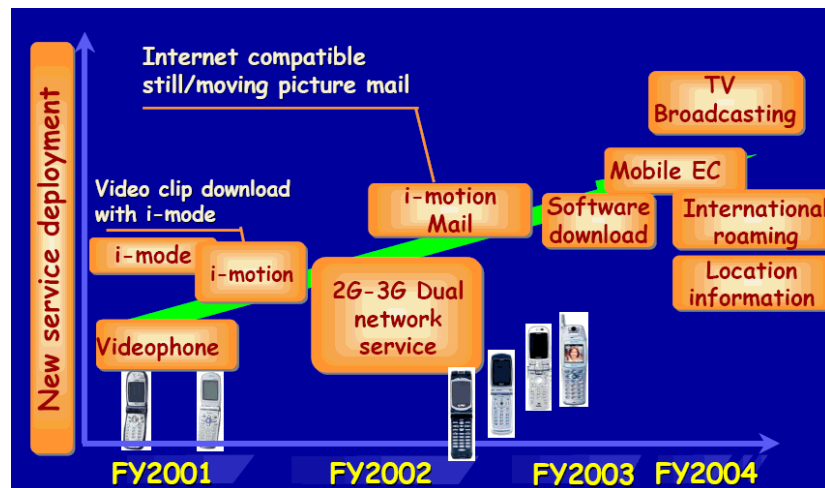 New service deployment
Internet compatible
still/moving picture mail
TV
Broadcasting
Mobile EC
Video clip download
with i-mode
i-motion
Mail
Software
download
International
roaming
i-mode
i-motion
2G-3G Dual
network
service
Location
information
Videophone
FY2001
FY2002
FY2003
FY2004